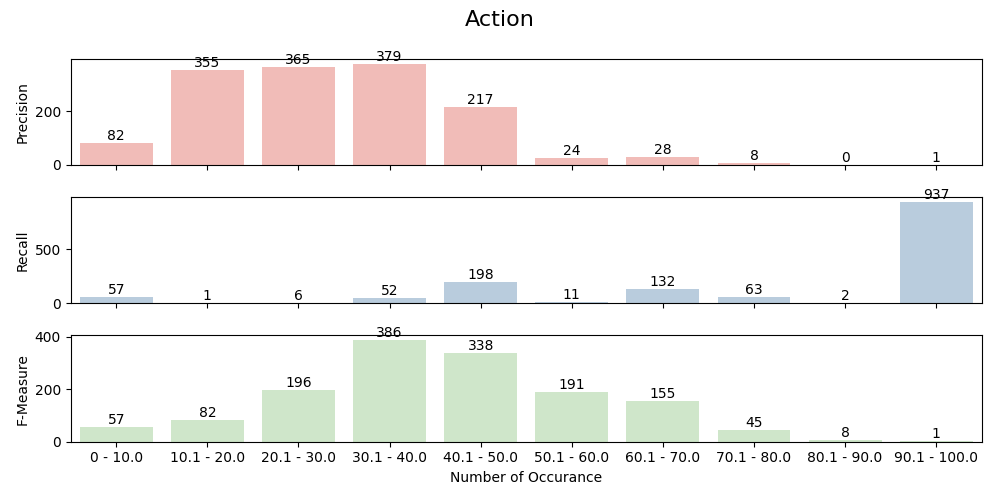 Action
Precision
200
0
82 355 365 379 217 24 28 8 0 1
Recall
500
0
57 1 6 52 198 11 132 63 2 937
F-Measure
400
200
0
57 82 196 386 338 191 155 45 8 1
0 - 10.0 10.1 - 20.0 20.1 - 30.0 30.1 - 40.0 40.1 - 50.0 50.1 - 60.0 60.1 - 70.0 70.1 - 80.0 80.1 - 90.0 90.1 - 100.0
Number of Occurance